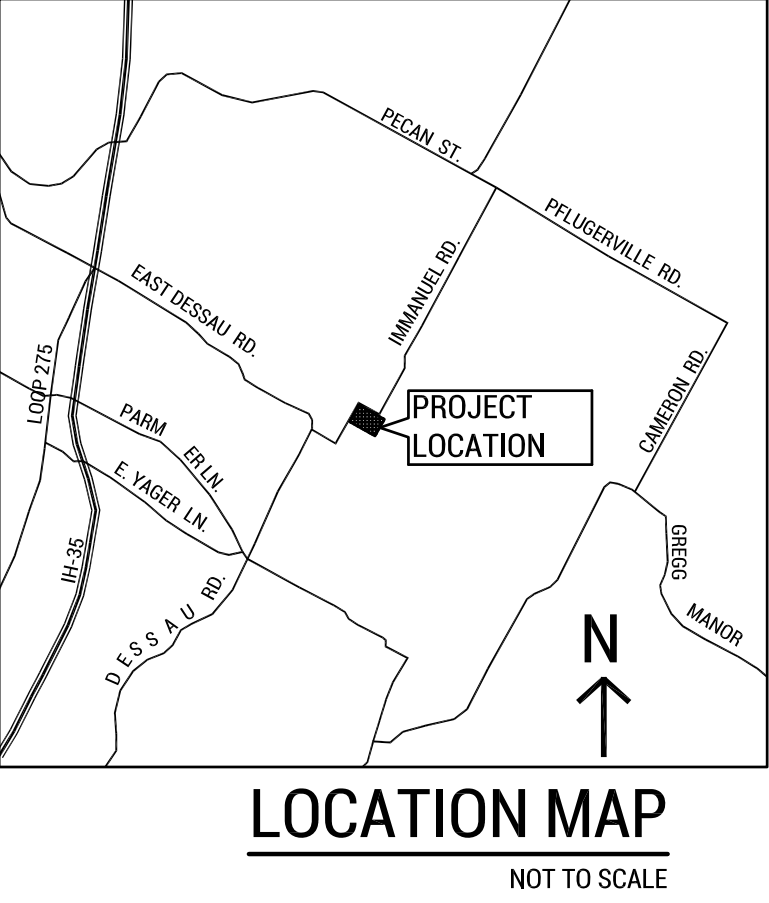 PECAN ST.
PFLUGERVILLE RD.
IMMANUEL RD.
EAST DESSAU RD.
LOOP 275
CAMERON RD.
PROJECT
LOCATION
PARM
ER LN.
E. YAGER LN.
IH-35
GREGG
MANOR
DESSAU RD.
N
LOCATION MAP
NOT TO SCALE